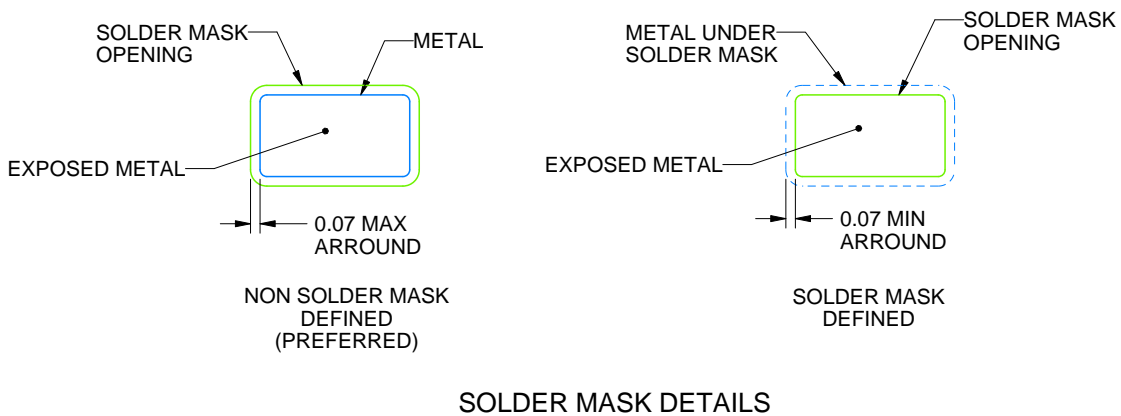 SOLDER MASK
OPENING
METAL
EXPOSED METAL
0.07 MAX
ARROUND
NON SOLDER MASK
DEFINED
(PREFERRED)
METAL UNDER
SOLDER MASK
SOLDER MASK
OPENING
EXPOSED METAL
0.07 MIN
ARROUND
SOLDER MASK
DEFINED
SOLDER MASK DETAILS